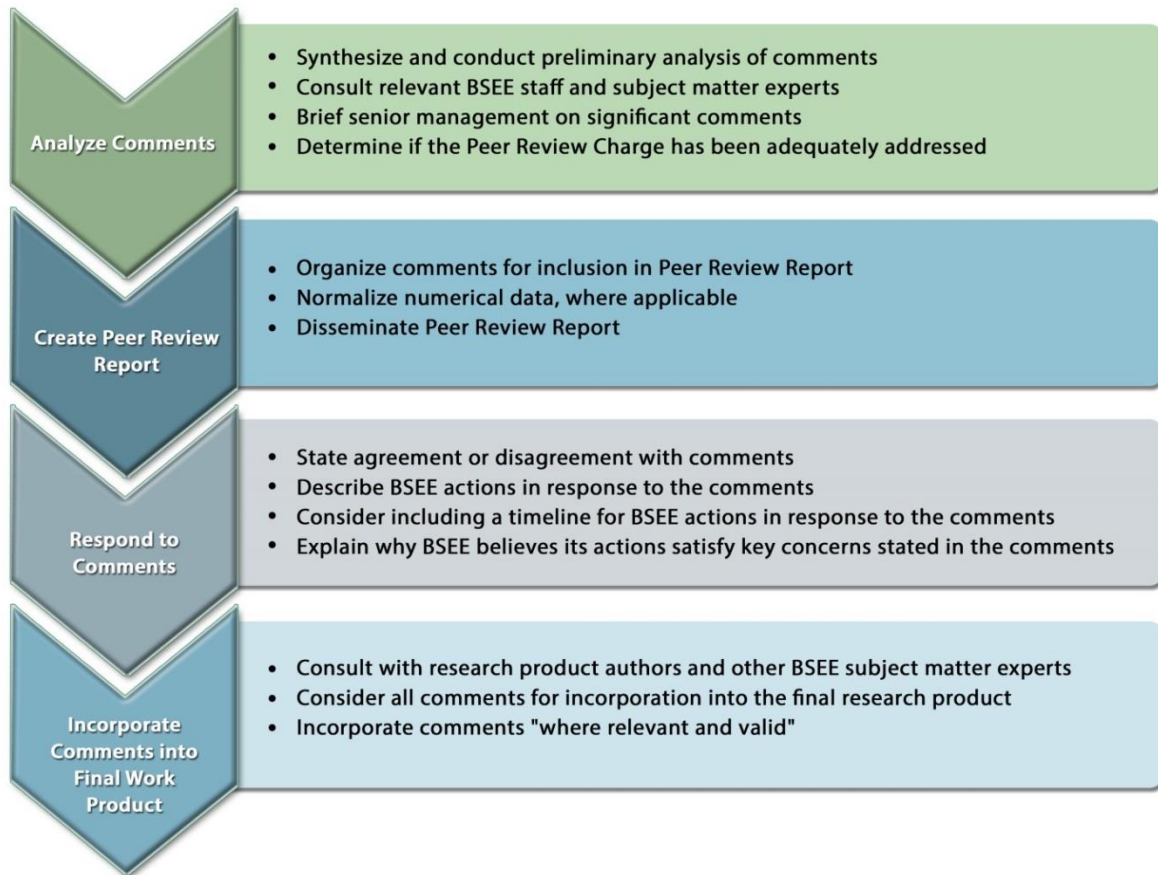 Analyze Comments
• Synthesize and conduct preliminary analysis of comments
• Consult relevant BSEE staff and subject matter experts
• Brief senior management on significant comments
• Determine if the Peer Review Charge has been adequately addressed
Create Peer Review
Report
• Organize comments for inclusion in Peer Review Report
• Normalize numerical data, where applicable
• Disseminate Peer Review Report
Respond to
Comments
• State agreement or disagreement with comments
• Describe BSEE actions in response to the comments
• Consider including a timeline for BSEE actions in response to the comments
• Explain why BSEE believes its actions satisfy key concerns stated in the comments
Incorporate
Comments into
Final Work
Product
• Consult with research product authors and other BSEE subject matter experts
• Consider all comments for incorporation into the final research product
• Incorporate comments "where relevant and valid"